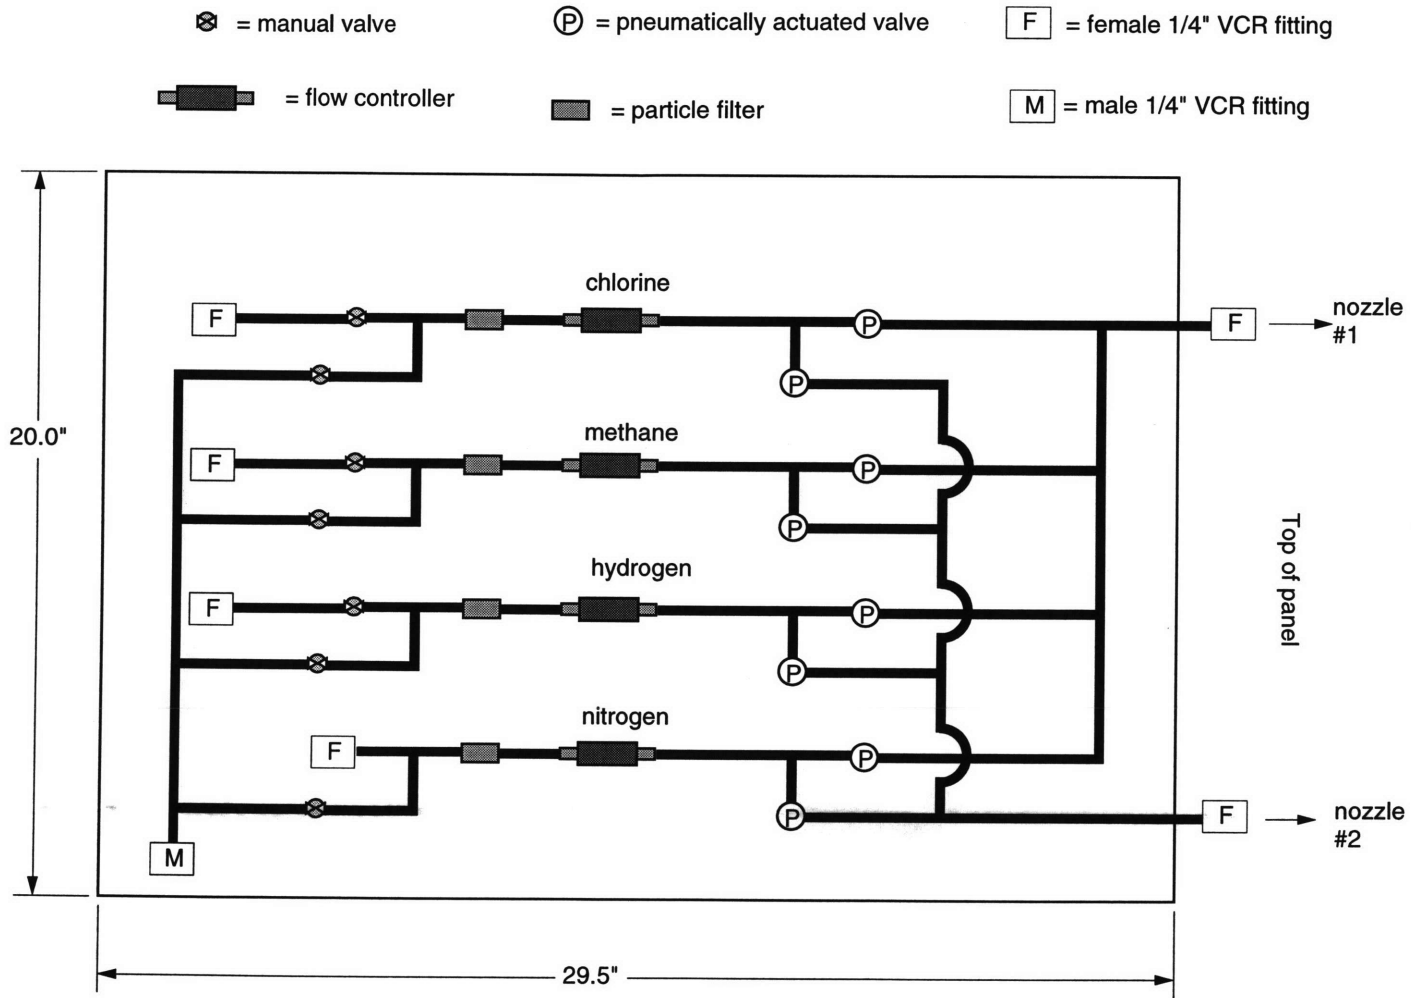 = manual valve
P = pneumatically actuated valve
F = female 1/4" VCR fitting
= flow controller
= particle filter
M = male 1/4" VCR fitting
chlorine
F
P
F
nozzle
#1
P
20.0"
methane
F
P
P
Top of panel
hydrogen
F
P
P
nitrogen
F
P
P
F
nozzle
#2
M
29.5"